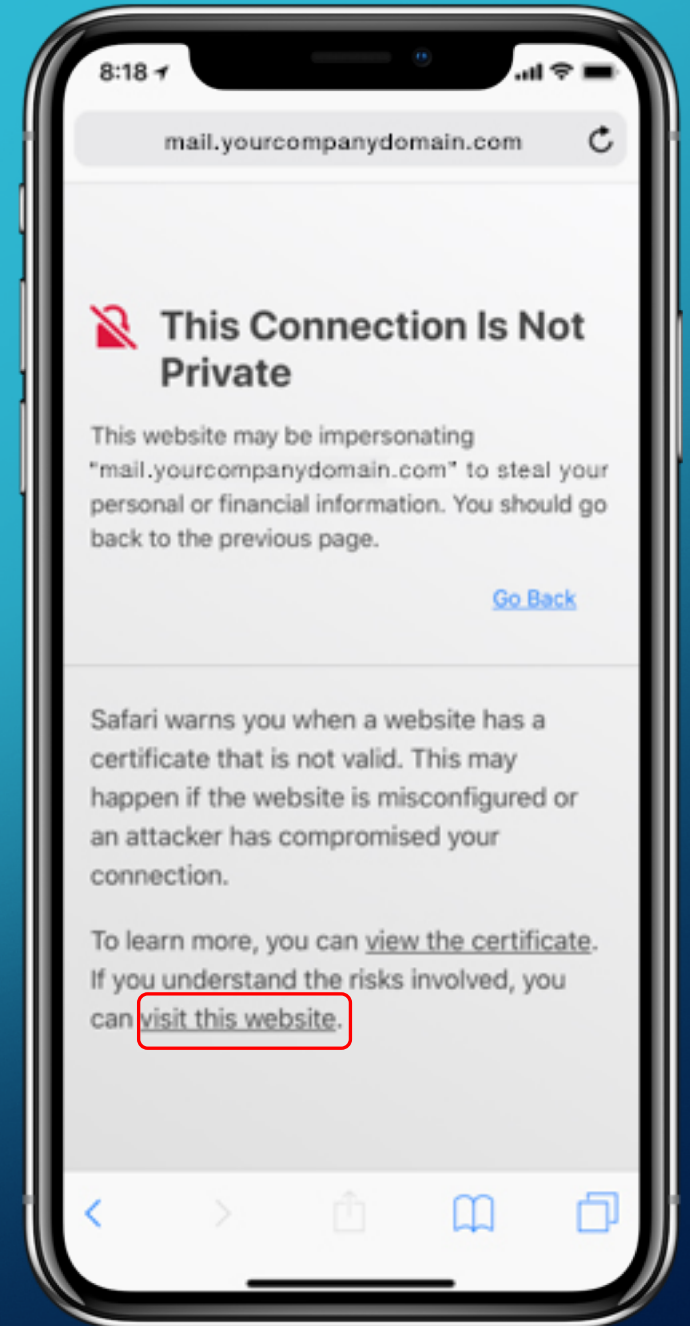 8:18
mail.yourcompanydomain.com
This Connection Is Not
Private
This website may be impersonating
"mail.yourcompanydomain.com" to steal your
personal or financial information. You should go
back to the previous page.
Go Back
Safari warns you when a website has a
certificate that is not valid. This may
happen if the website is misconfigured or
an attacker has compromised your
connection.
To learn more, you can view the certificate.
If you understand the risks involved, you
can visit this website.